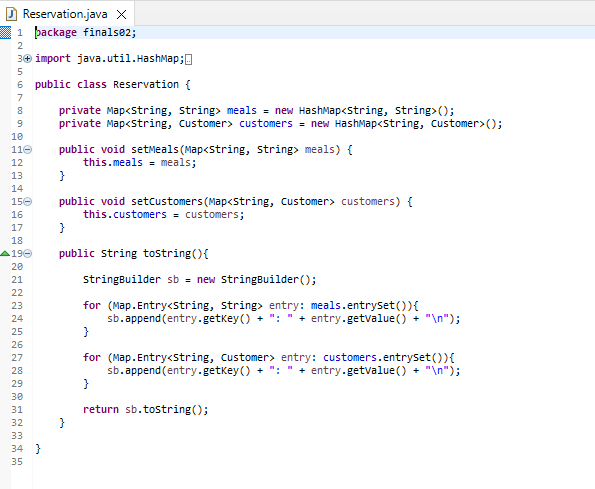 Reservation.java
1 package finals02;
2
3 import java.util.HashMap;
5
6 public class Reservation {
7
8 private Map<String, String> meals = new HashMap<String, String>();
9 private Map<String, Customer> customers = new HashMap<String, Customer>();
10
11 public void setMeals(Map<String, String> meals) {
12 this.meals = meals;
13 }
14
15 public void setCustomers(Map<String, Customer> customers) {
16 this.customers = customers;
17 }
18
19 public String toString(){
20
21 StringBuilder sb = new StringBuilder();
22
23 for (Map.Entry<String, String> entry: meals.entrySet()){
24 sb.append(entry.getKey() + ": " + entry.getValue() + "\n");
25 }
26
27 for (Map.Entry<String, Customer> entry: customers.entrySet()){
28 sb.append(entry.getKey() + ": " + entry.getValue() + "\n");
29 }
30
31 return sb.toString();
32 }
33
34 }
35